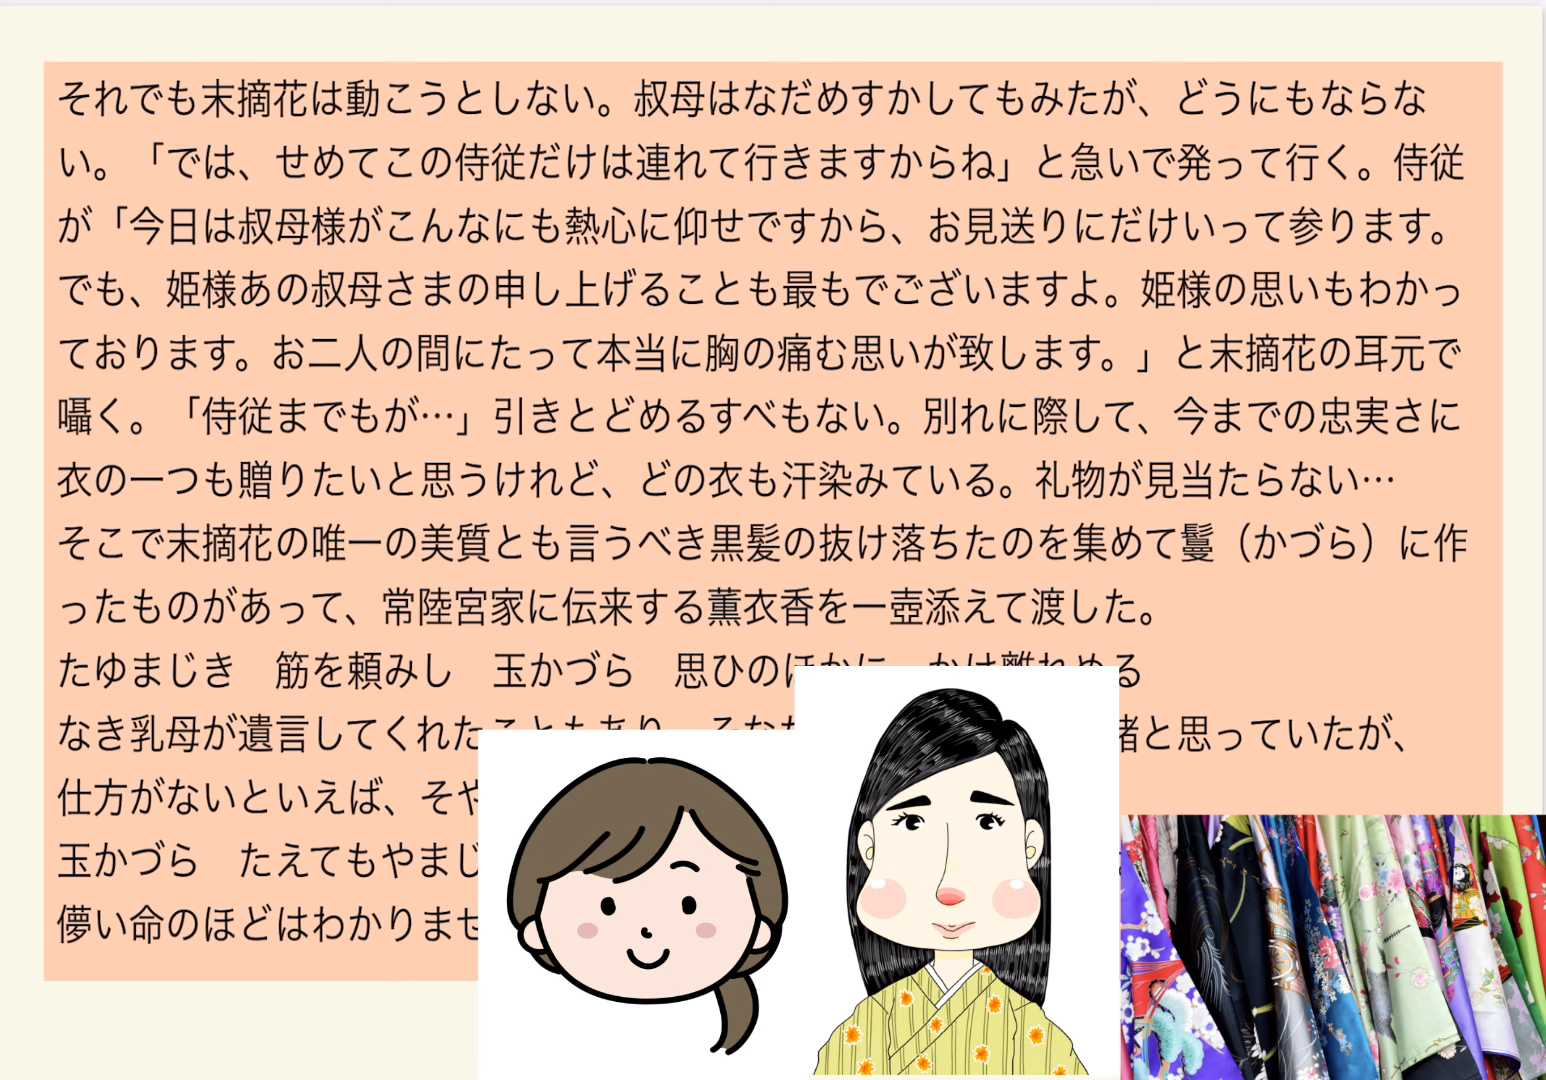 それでも末摘花は動こうとしない。叔母はなだめすかしてもみたが、どうにもならな
い。「では、せめてこの侍従だけは連れて行きますからね」と急いで発って行く。侍従
が「今日は叔母様がこんなにも熱心に仰せですから、お見送りにだけいって参ります。
でも、姫様あの叔母さまの申し上げることも最もでございますよ。姫様の思いもわかっ
ております。お二人の間にたって本当に胸の痛む思いが致します。」と末摘花の耳元で
囁く。「侍従までもが…」引きとどめるすべもない。別れに際して、今までの忠実さに
衣の一つも贈りたいと思うけれど、どの衣も汗染みている。礼物が見当たらない…
そこで末摘花の唯一の美質とも言うべき黒髪の抜け落ちたのを集めて鬘（かづら）に作
ったものがあって、常陸宮家に伝来する薫衣香を一壺添えて渡した。
たゆまじき　筋を頼みし　玉かづら　思ひのほかに　かけ離れぬる
なき乳母が遺言してくれたこともあり、そなた 緒と思っていたが、
仕方がないといえば、そや
玉かづら　たえてもやまじ
儚い命のほどはわかりませ